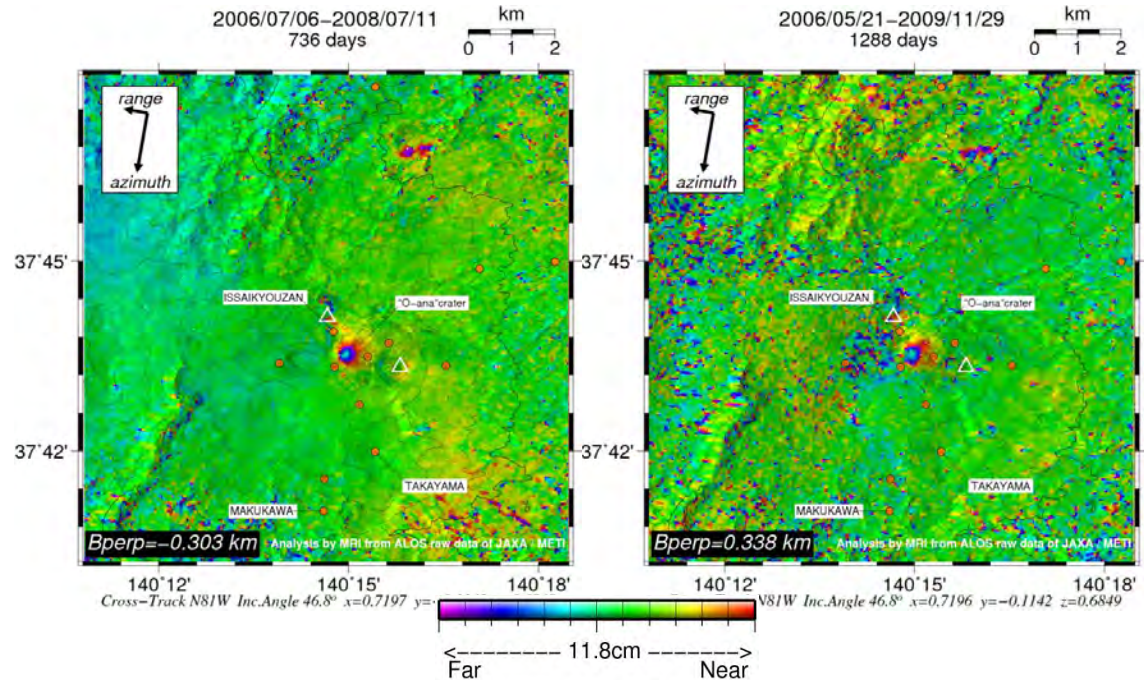 2006/07/06−2008/07/11
736 days
km
0 1 2
range
azimuth
ISSAIKYOUZAN
"O−ana"crater
TAKAYAMA
MAKUKAWA
Bperp=−0.303 km
Analysis by MRI from ALOS raw data of JAXA , METI
37˚45'
37˚42'
140˚12' 140˚15' 140˚18'
Cross−Track N81W Inc.Angle 46.8º x=0.7197 y=
2006/05/21−2009/11/29
1288 days
km
0 1 2
range
azimuth
ISSAIKYOUZAN
"O−ana"crater
TAKAYAMA
MAKUKAWA
Bperp=0.338 km
Analysis by MRI from ALOS raw data of JAXA , METI
37˚45'
37˚42'
140˚12' 140˚15' 140˚18'
N81W Inc.Angle 46.8º x=0.7196 y=−0.1142 z=0.6849
<−−−−−−−− 11.8cm −−−−−−−>
Far Near